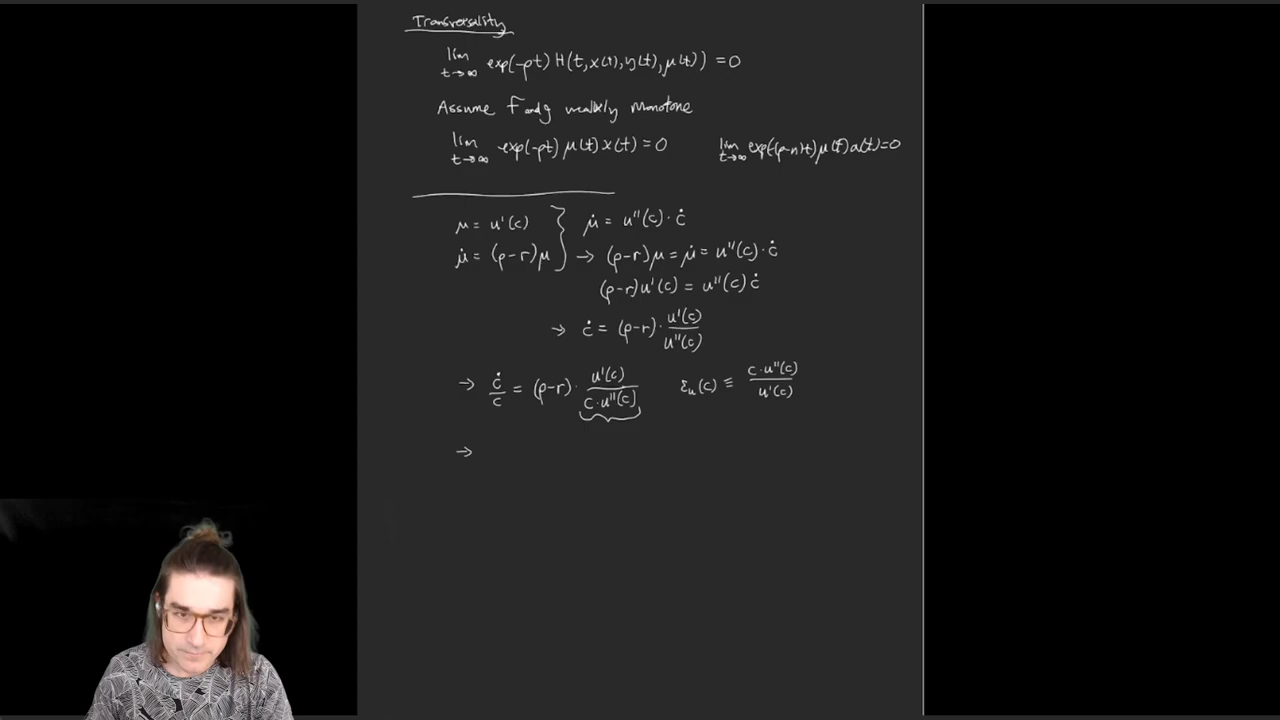 Transversality
lim t→∞ exp(-ρt) H(t, x(t), y(t), μ(t)) = 0
Assume f and g weakly monotone
lim t→∞ exp(-ρt) μ(t) x(t) = 0
lim t→∞ exp(-(ρ-n)t) μ(t) a(t) = 0
μ = u'(c)
μ̇ = (ρ-r)μ
μ̇ = u''(c) · ċ
→ (ρ-r)μ = μ̇ = u''(c) · ċ
(ρ-r)u'(c) = u''(c) ċ
→ ċ = (ρ-r) · u'(c) / u''(c)
→ ċ/c = (ρ-r) · u'(c) / c · u''(c)
ε_u(c) ≡ c · u''(c) / u'(c)
→